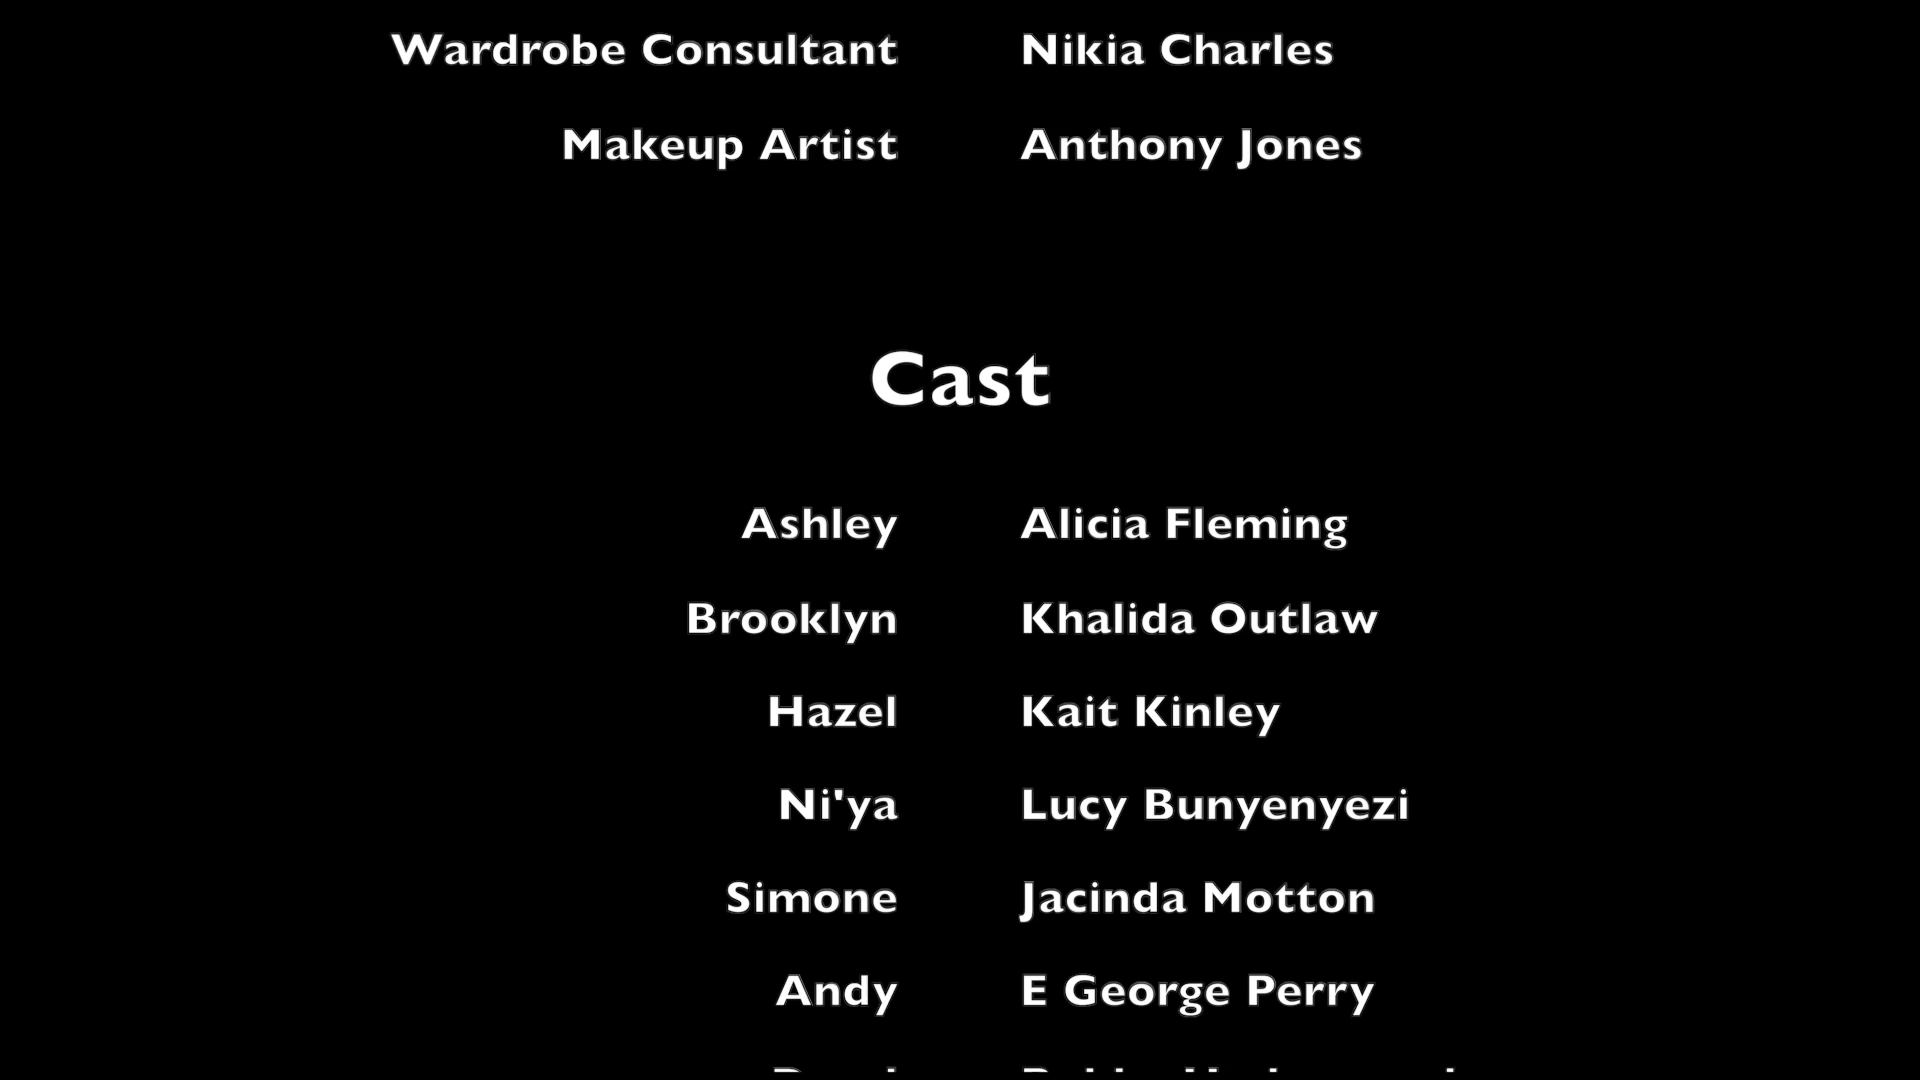 Wardrobe Consultant Nikia Charles
Makeup Artist Anthony Jones
Cast
Ashley Alicia Fleming
Brooklyn Khalida Outlaw
Hazel Kait Kinley
Ni'ya Lucy Bunyenyezi
Simone Jacinda Motton
Andy E George Perry